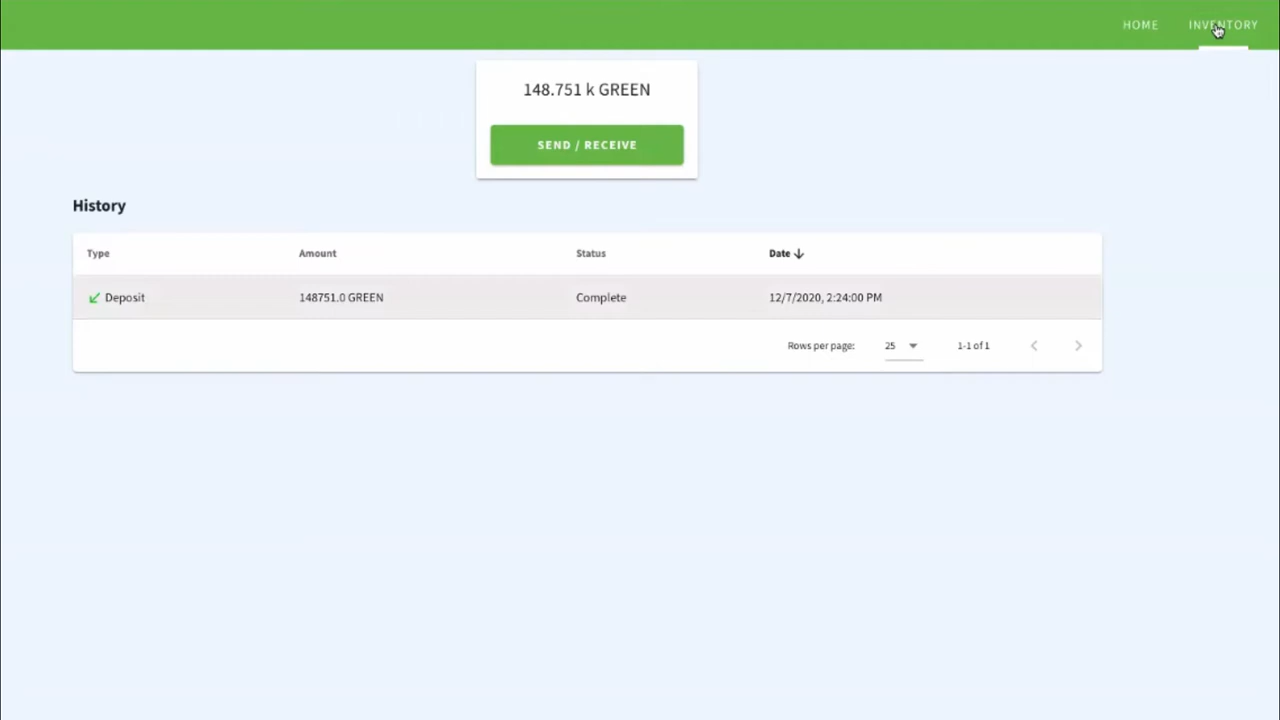 HOME INVENTORY
148.751 k GREEN
SEND / RECEIVE
History
Type Amount Status Date
Deposit 148751.0 GREEN Complete 12/7/2020, 2:24:00 PM
Rows per page: 25 1-1 of 1